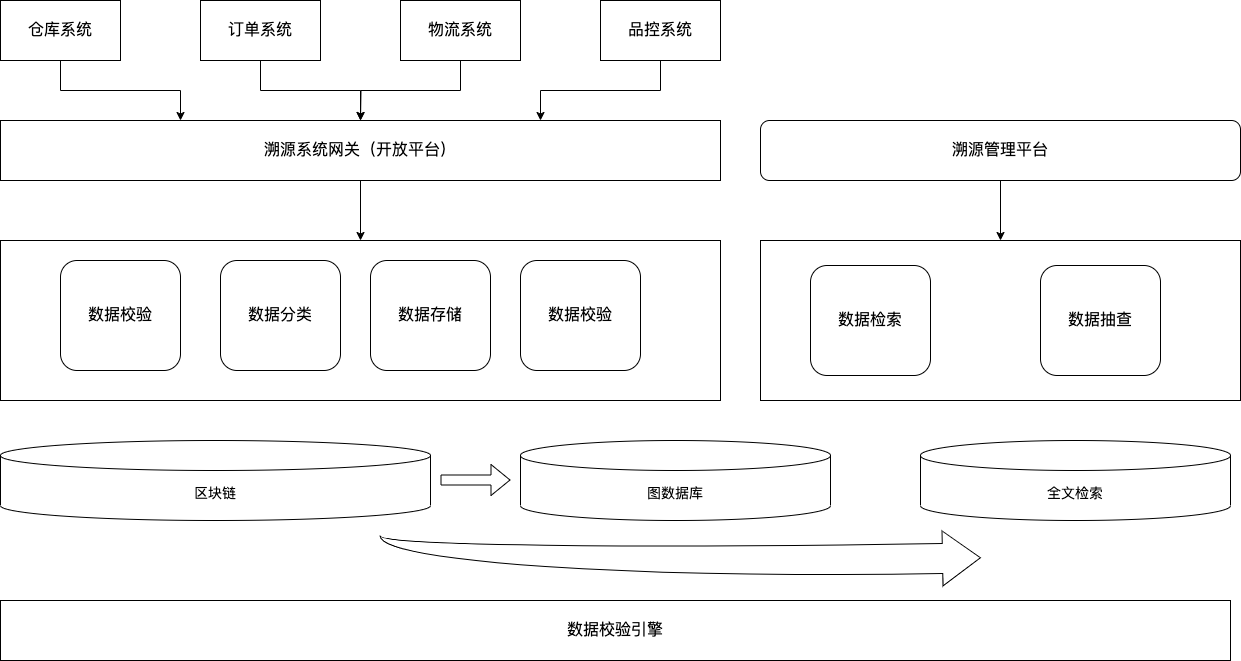 仓库系统
订单系统
物流系统
品控系统
溯源系统网关（开放平台）
溯源管理平台
数据校验
数据分类
数据存储
数据校验
数据检索
数据抽查
区块链
图数据库
全文检索
数据校验引擎